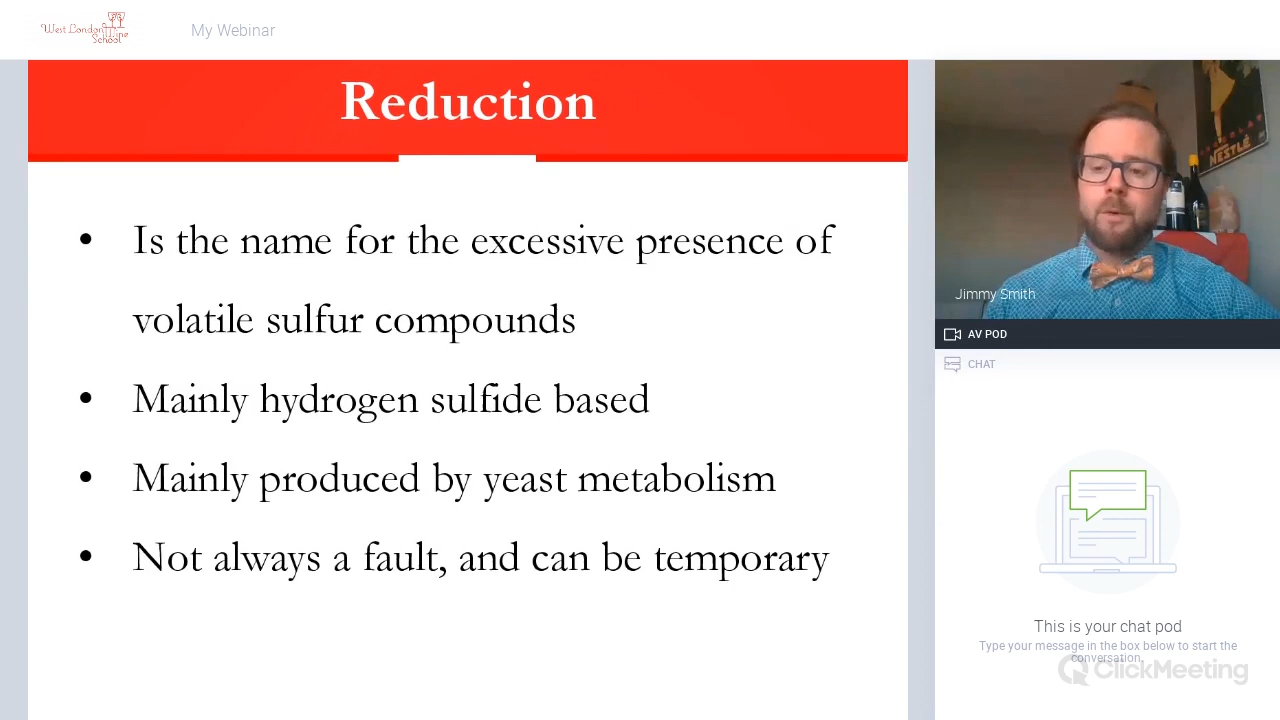 West London Wine
School
My Webinar
Reduction
• Is the name for the excessive presence of
volatile sulfur compounds
• Mainly hydrogen sulfide based
• Mainly produced by yeast metabolism
• Not always a fault, and can be temporary
NESTLÉ
Jimmy Smith
AV POD
CHAT
This is your chat pod
Type your message in the box below to start the
conversation.
ClickMeeting